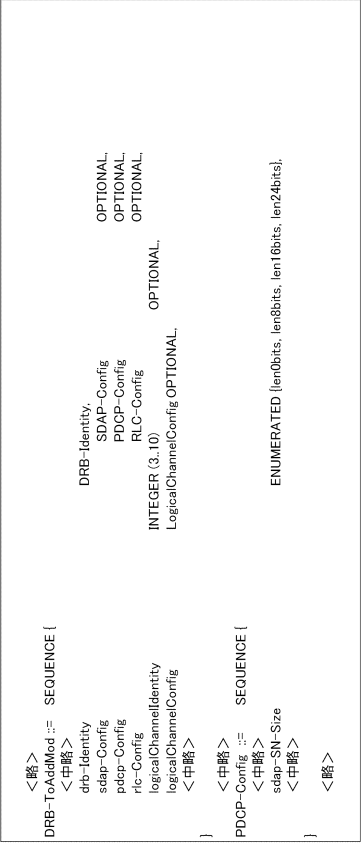 ＜略＞
DRB-ToAddMod ::= SEQUENCE {
＜中略＞
drb-Identity DRB-Identity,
sdap-Config SDAP-Config OPTIONAL,
pdcp-Config PDCP-Config OPTIONAL,
rlc-Config RLC-Config OPTIONAL,
logicalChannelIdentity INTEGER (3..10) OPTIONAL,
logicalChannelConfig LogicalChannelConfig OPTIONAL,
＜中略＞
}
＜中略＞
PDCP-Config ::= SEQUENCE {
＜中略＞
sdap-SN-Size ENUMERATED {len0bits, len8bits, len16bits, len24bits},
＜中略＞
}
＜略＞